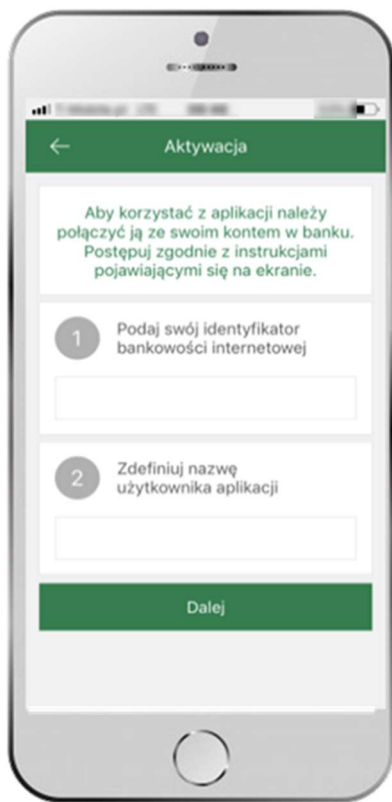 Aktywacja
Aby korzystać z aplikacji należy
połączyć ją ze swoim kontem w banku.
Postępuj zgodnie z instrukcjami
pojawiającymi się na ekranie.
1
Podaj swój identyfikator
bankowości internetowej
2
Zdefiniuj nazwę
użytkownika aplikacji
Dalej